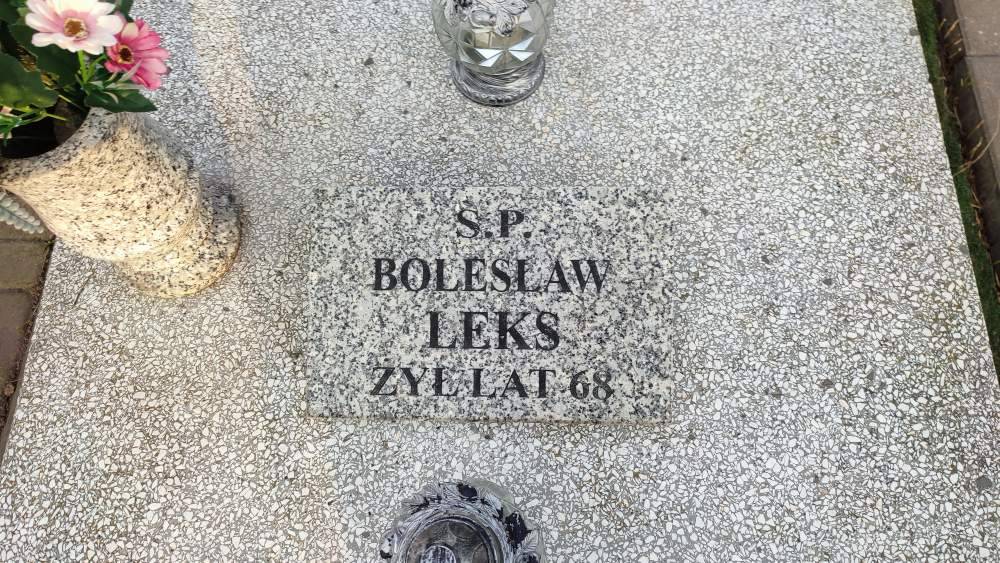 Ś.P.
BOLESŁAW
LEKS
ŻYŁ LAT 68